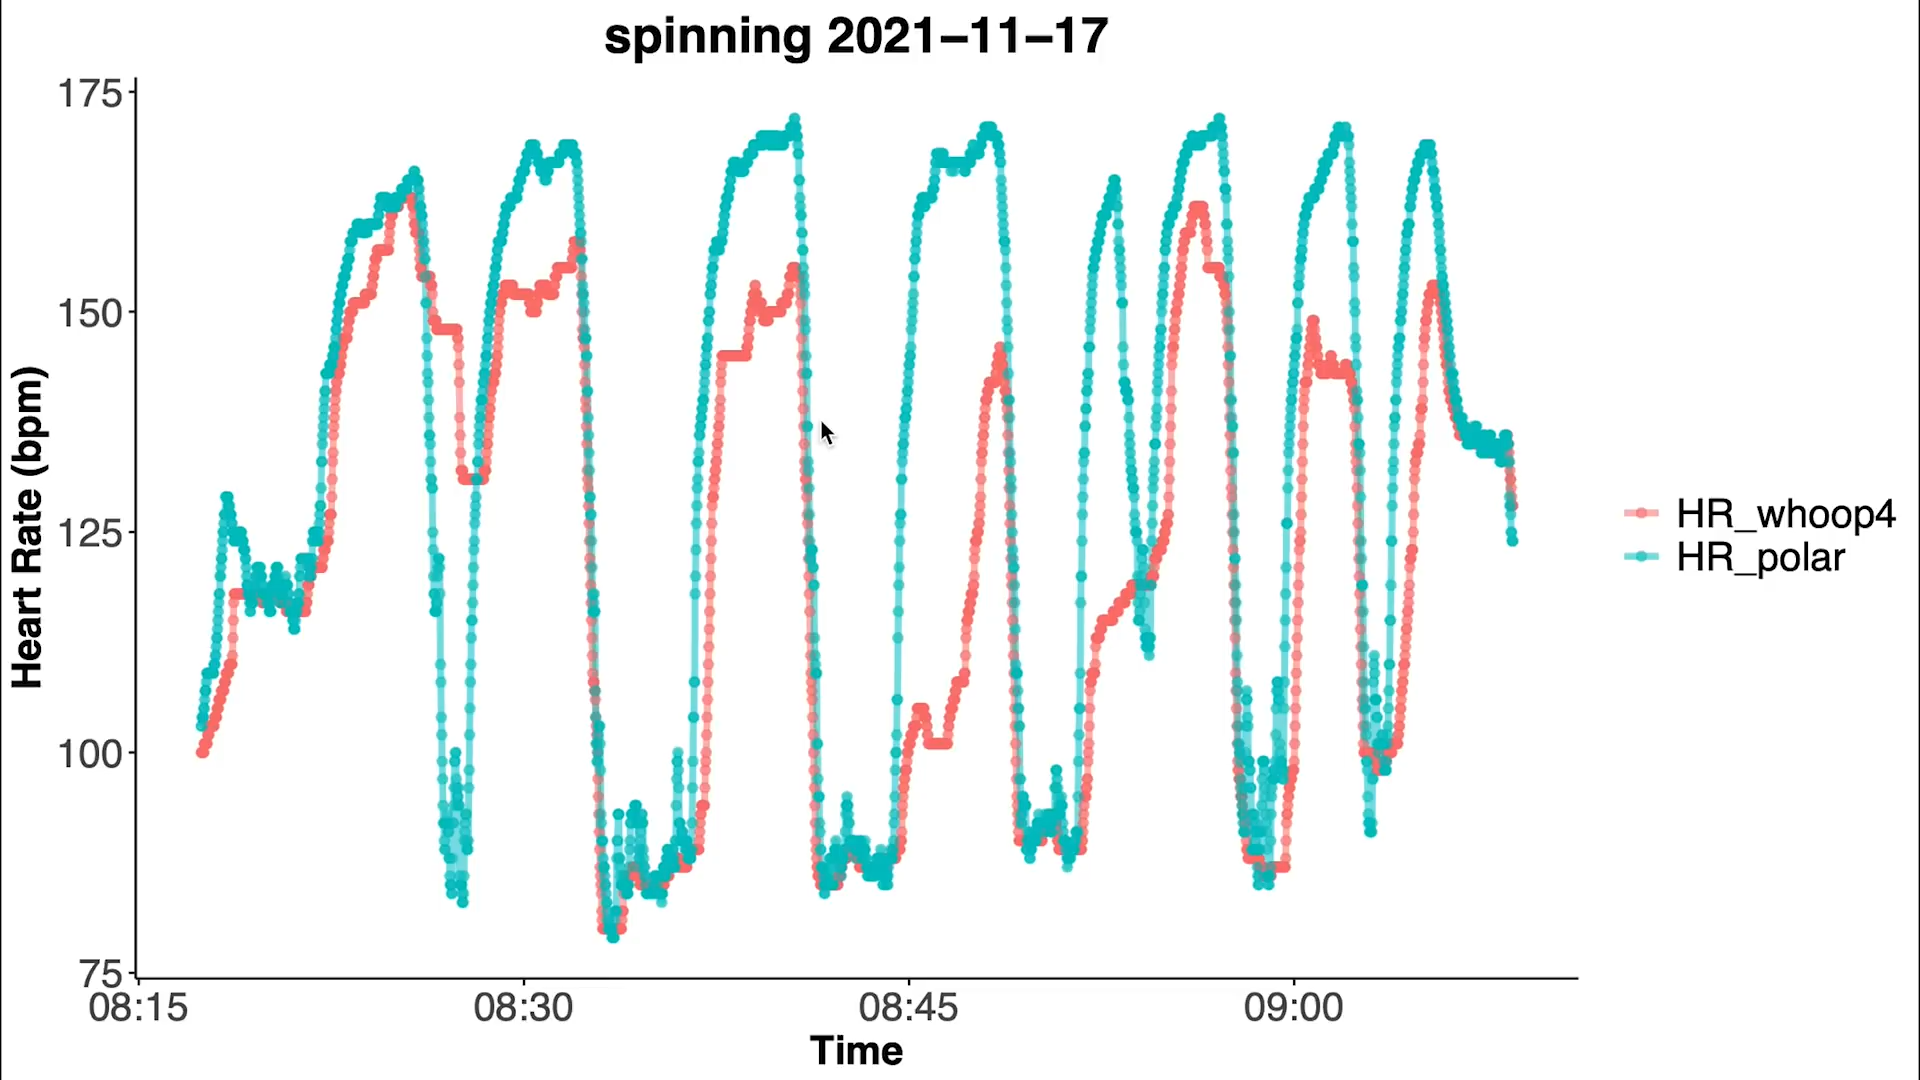 spinning 2021−11−17
175
150
125
100
75
Heart Rate (bpm)
08:15
08:30
08:45
09:00
Time
HR_whoop4
HR_polar